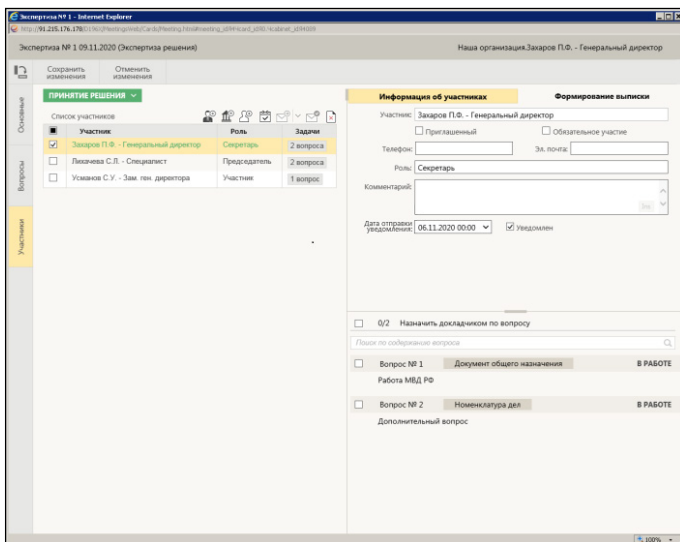 Экспертиза № 1 - Internet Explorer
Экспертиза № 1 09.11.2020 (Экспертиза решения)
Наша организация.Захаров П.Ф. - Генеральный директор
Сохранить изменения
Отменить изменения
Основные
Вопросы
Участники
ПРИНЯТИЕ РЕШЕНИЯ
Список участников
Участник Роль Задачи
Захаров П.Ф. - Генеральный директор Секретарь 2 вопроса
Лихачева С.Л. - Специалист Председатель 2 вопроса
Усманов С.У. - Зам. ген. директора Участник 1 вопрос
Информация об участниках
Формирование выписки
Участник: Захаров П.Ф. - Генеральный директор
Приглашенный Обязательное участие
Телефон: Эл. почта:
Роль: Секретарь
Комментарий:
Дата отправки уведомления: 06.11.2020 00:00 Уведомлен
0/2 Назначить докладчиком по вопросу
Поиск по содержанию вопроса
Вопрос № 1 Документ общего назначения В РАБОТЕ
Работа МВД РФ
Вопрос № 2 Номенклатура дел В РАБОТЕ
Дополнительный вопрос
100%